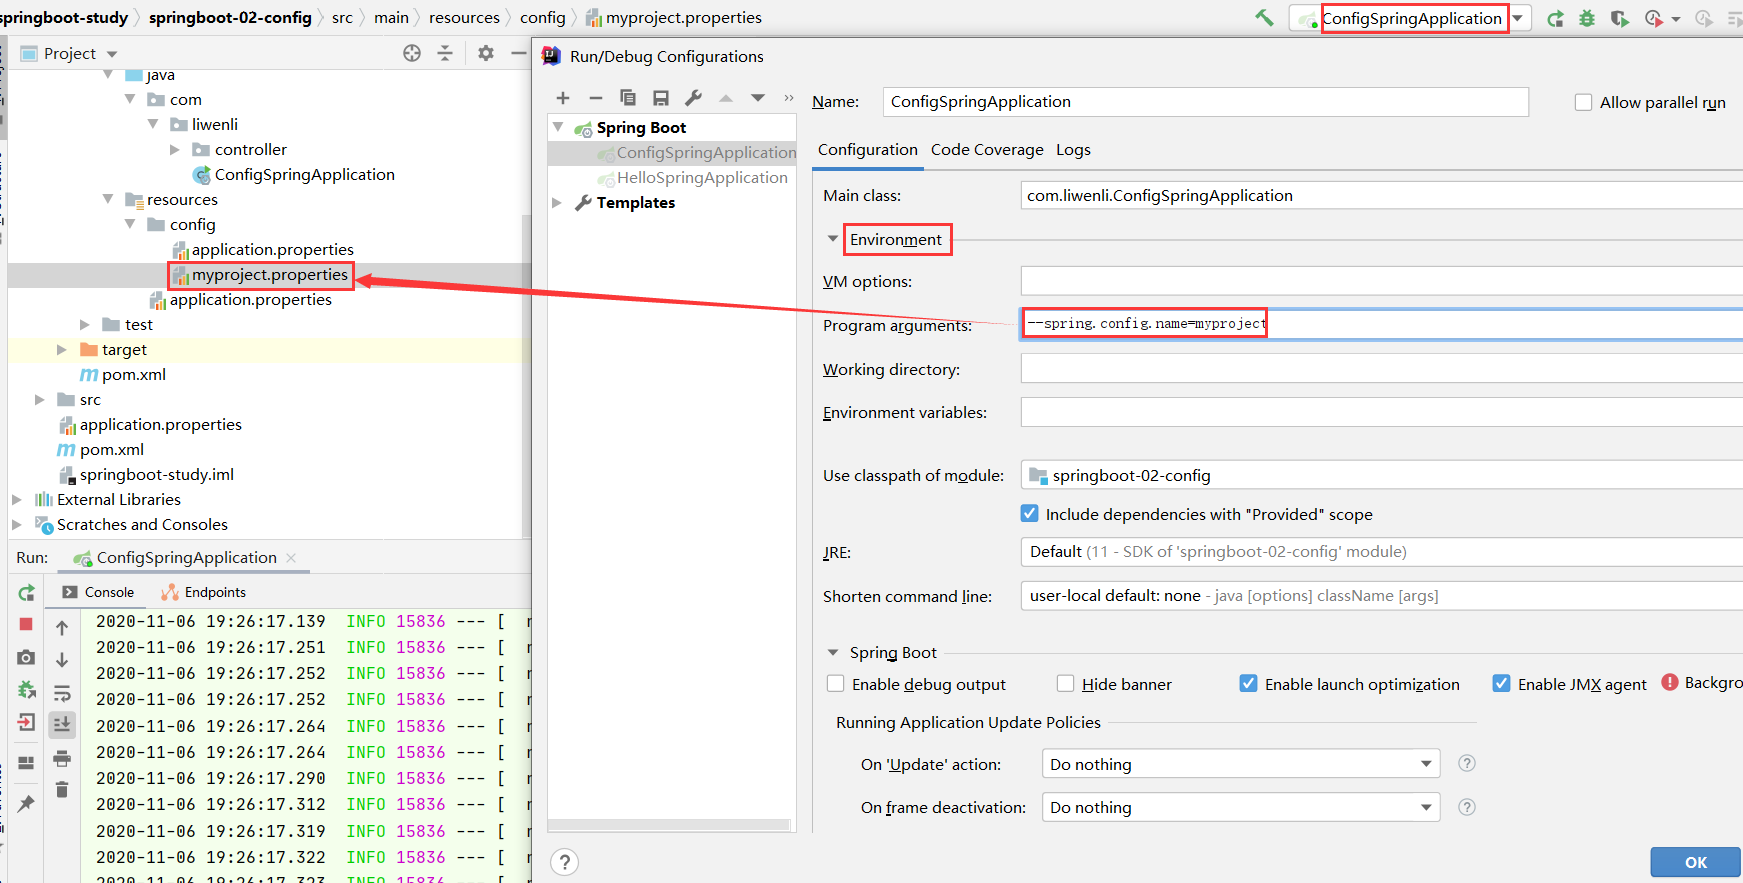 springboot-study springboot-02-config src main resources config myproject.properties
ConfigSpringApplication
Project
java
com
liwenli
controller
ConfigSpringApplication
resources
config
application.properties
myproject.properties
application.properties
test
target
pom.xml
src
application.properties
pom.xml
springboot-study.iml
External Libraries
Scratches and Consoles
Run/Debug Configurations
Spring Boot
ConfigSpringApplication
HelloSpringApplication
Templates
Name: ConfigSpringApplication
Allow parallel run
Configuration Code Coverage Logs
Main class: com.liwenli.ConfigSpringApplication
Environment
VM options:
Program arguments: --spring.config.name=myproject
Working directory:
Environment variables:
Use classpath of module: springboot-02-config
Include dependencies with "Provided" scope
JRE: Default (11 - SDK of 'springboot-02-config' module)
Shorten command line: user-local default: none - java [options] className [args]
Spring Boot
Enable debug output Hide banner Enable launch optimization Enable JMX agent Backgro
Running Application Update Policies
On 'Update' action: Do nothing ?
On frame deactivation: Do nothing ?
? OK
Run: ConfigSpringApplication
Console Endpoints
2020-11-06 19:26:17.139 INFO 15836 --- [
2020-11-06 19:26:17.251 INFO 15836 --- [
2020-11-06 19:26:17.252 INFO 15836 --- [
2020-11-06 19:26:17.252 INFO 15836 --- [
2020-11-06 19:26:17.264 INFO 15836 --- [
2020-11-06 19:26:17.264 INFO 15836 --- [
2020-11-06 19:26:17.290 INFO 15836 --- [
2020-11-06 19:26:17.312 INFO 15836 --- [
2020-11-06 19:26:17.319 INFO 15836 --- [
2020-11-06 19:26:17.322 INFO 15836 --- [
2020-11-06 19:26:17.323 INFO 15836 --- [